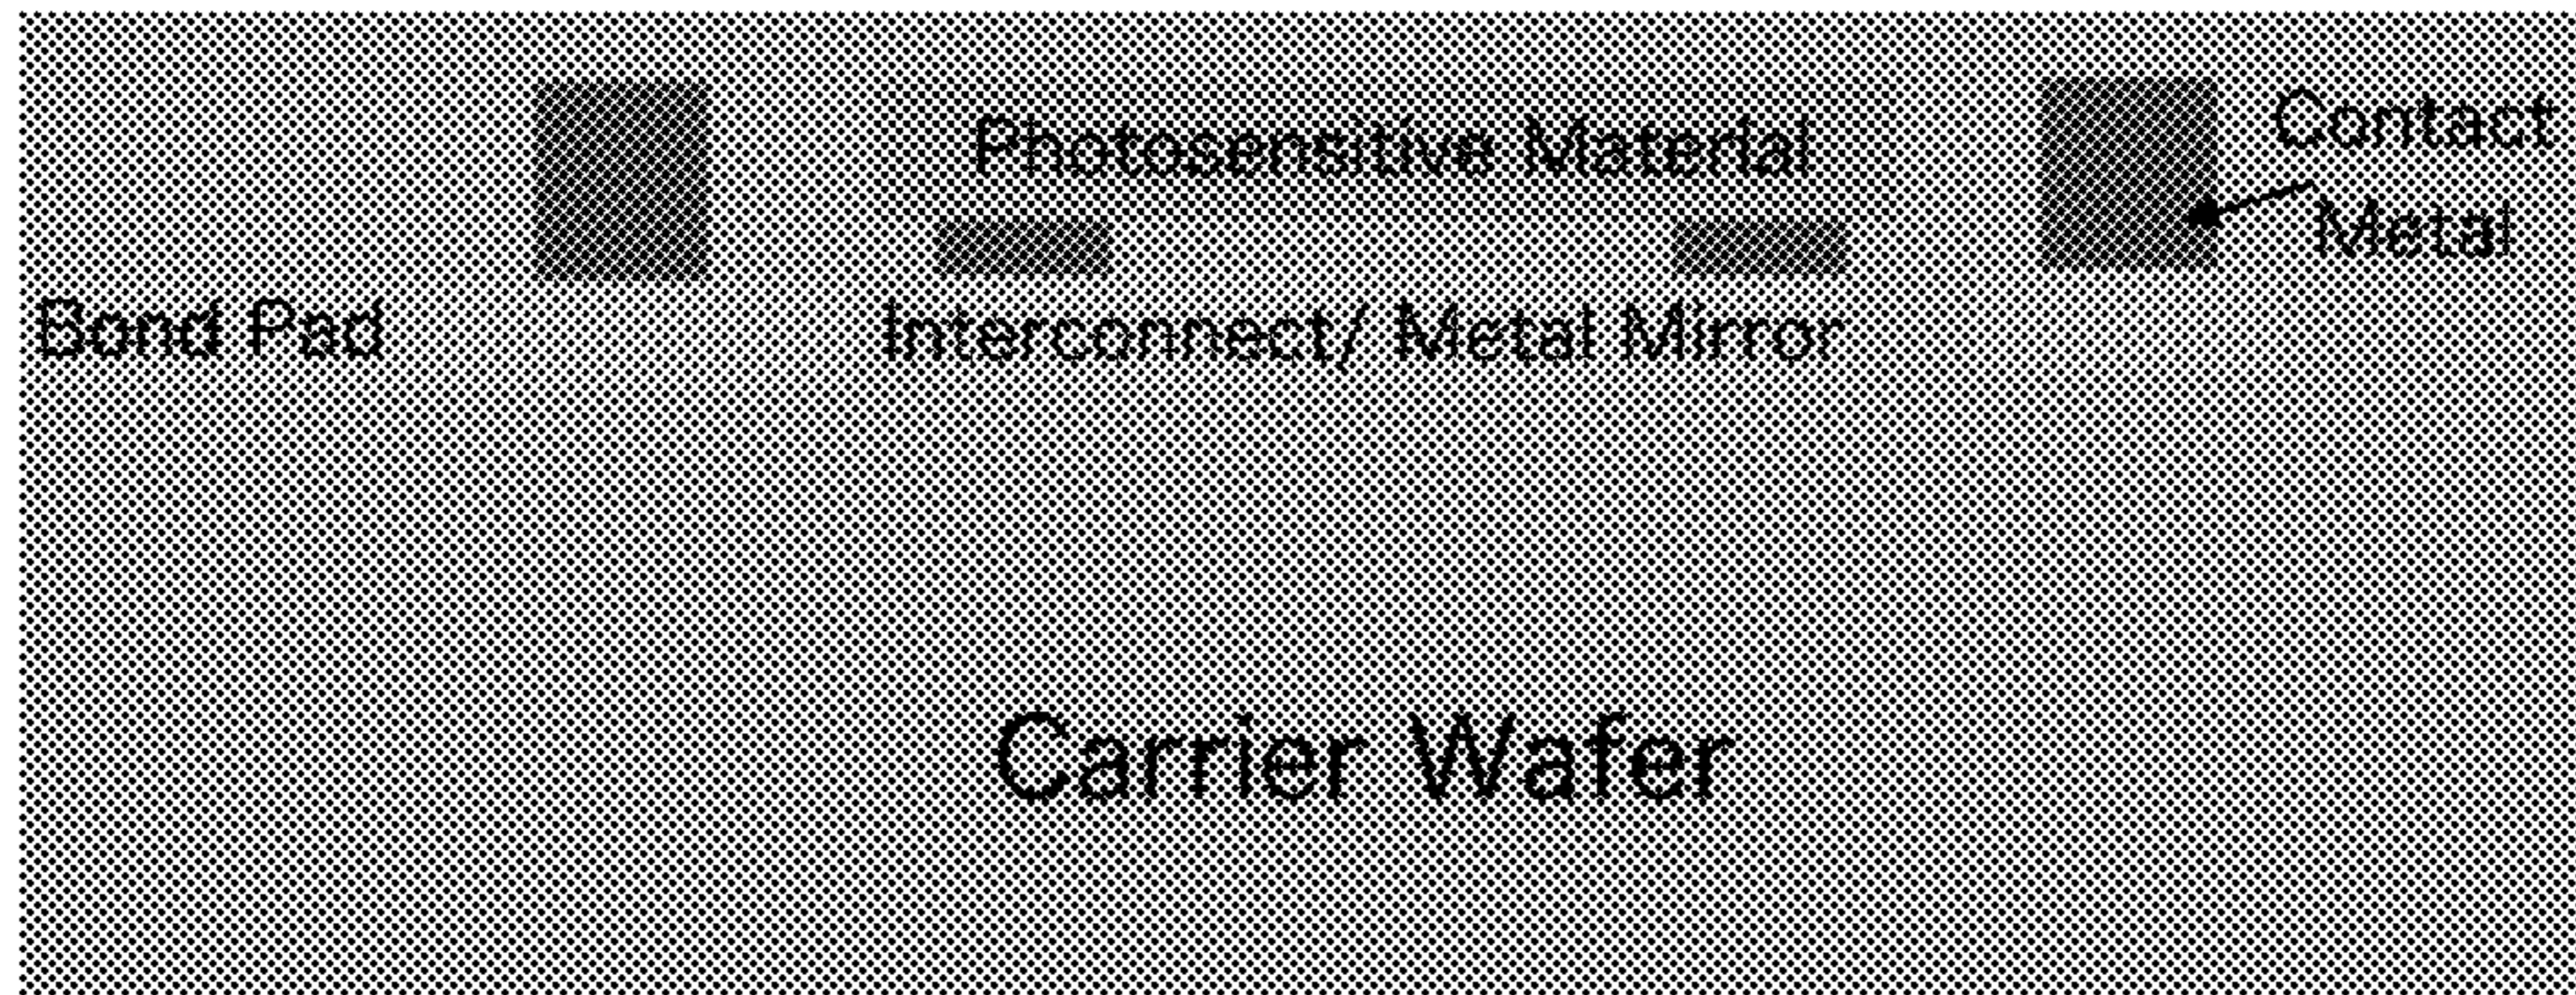 Photosensitive Material
Contact
Metal
Bond Pad
Interconnect/ Metal Mirror
Carrier Wafer